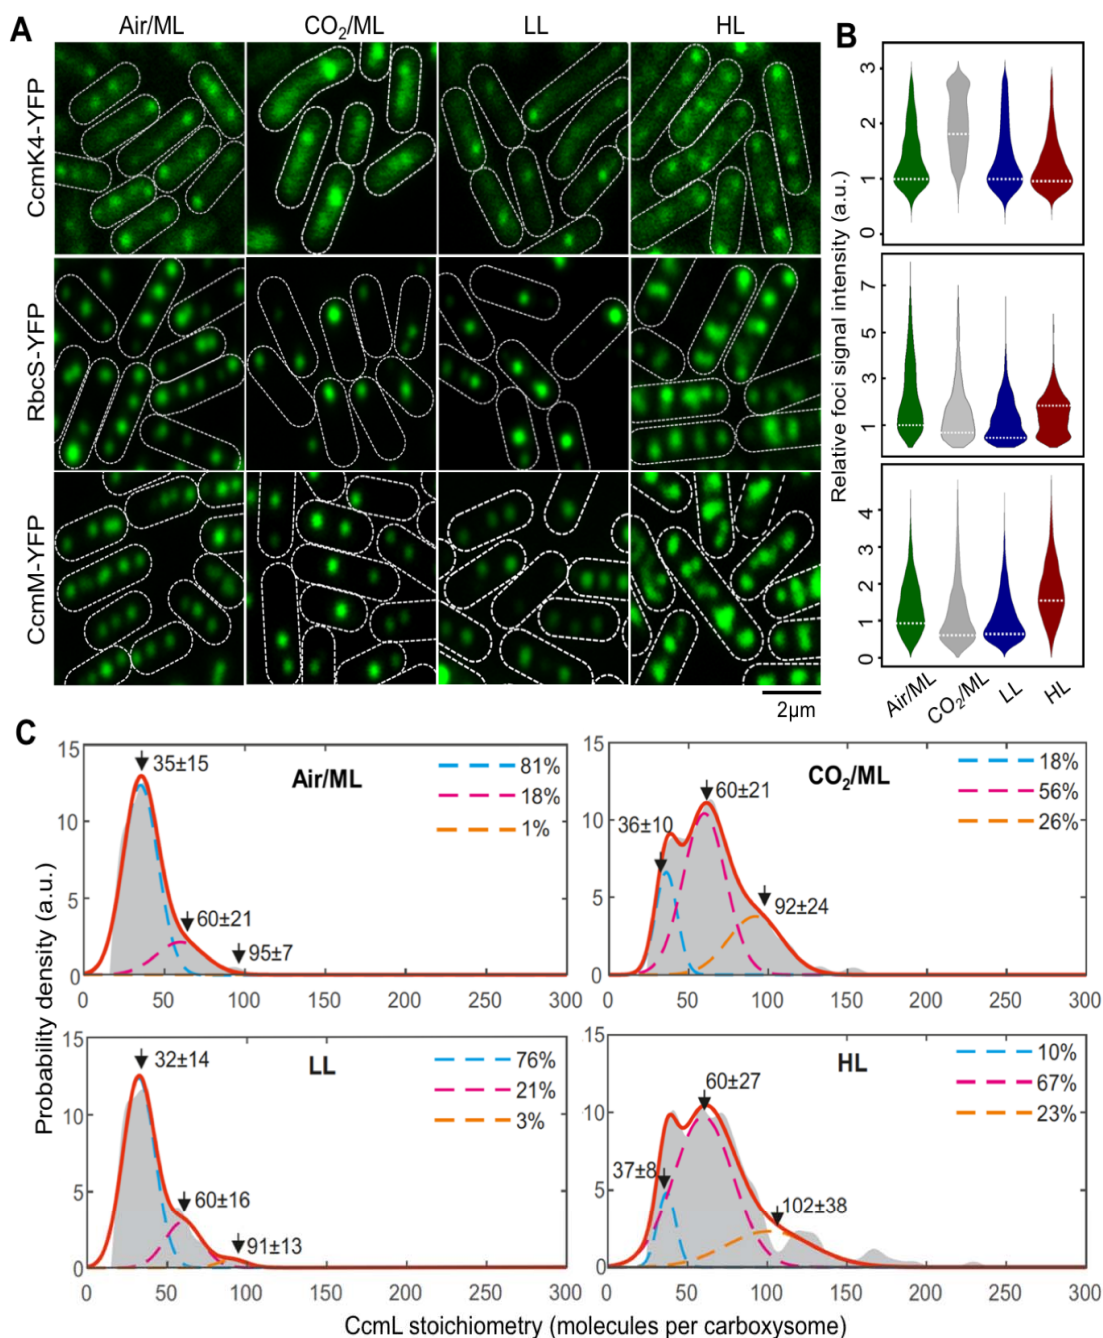 A
Air/ML
CO₂/ML
LL
HL
CcmK4-YFP
RbcS-YFP
CcmM-YFP
2μm
B
Relative foci signal intensity (a.u.)
3
2
1
0
7
5
3
1
4
3
2
1
0
Air/ML
CO₂/ML
LL
HL
C
Probability density (a.u.)
Air/ML
15
10
5
0
35±15
60±21
95±7
81%
18%
1%
0 50 100 150 200 250 300
CO₂/ML
15
10
5
0
36±10
60±21
92±24
18%
56%
26%
0 50 100 150 200 250 300
LL
15
10
5
0
32±14
60±16
91±13
76%
21%
3%
0 50 100 150 200 250 300
HL
15
10
5
0
37±8
60±27
102±38
10%
67%
23%
0 50 100 150 200 250 300
CcmL stoichiometry (molecules per carboxysome)